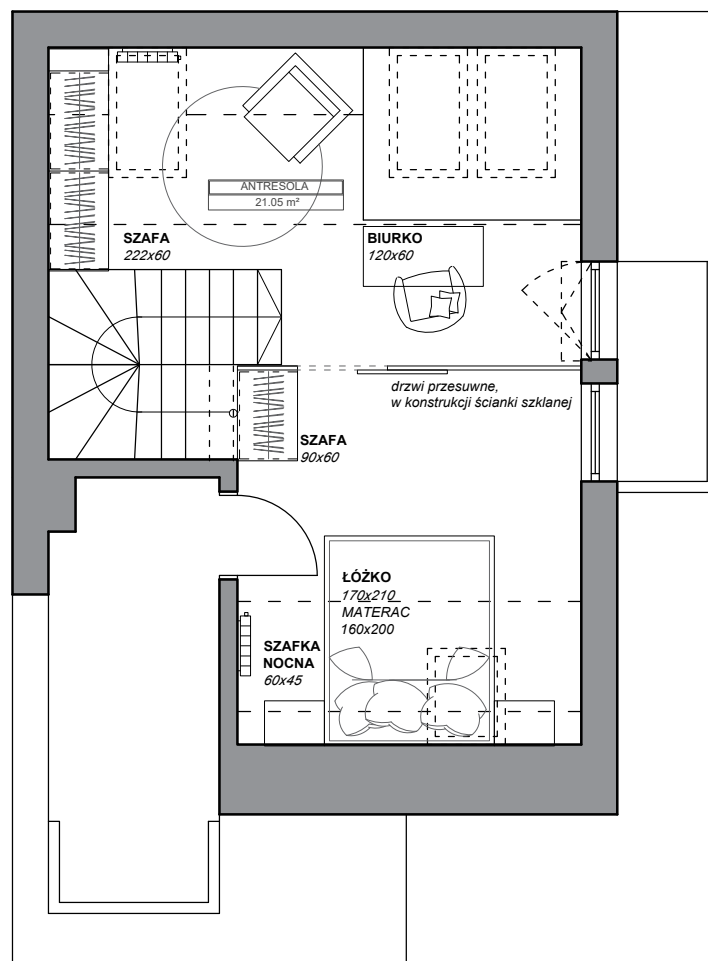 ANTRESOLA
21.05 m²
SZAFA
222x60
BIURKO
120x60
drzwi przesuwne,
w konstrukcji ścianki szklanej
SZAFA
90x60
ŁÓŻKO
170x210
MATERAC
160x200
SZAFKA
NOCNA
60x45